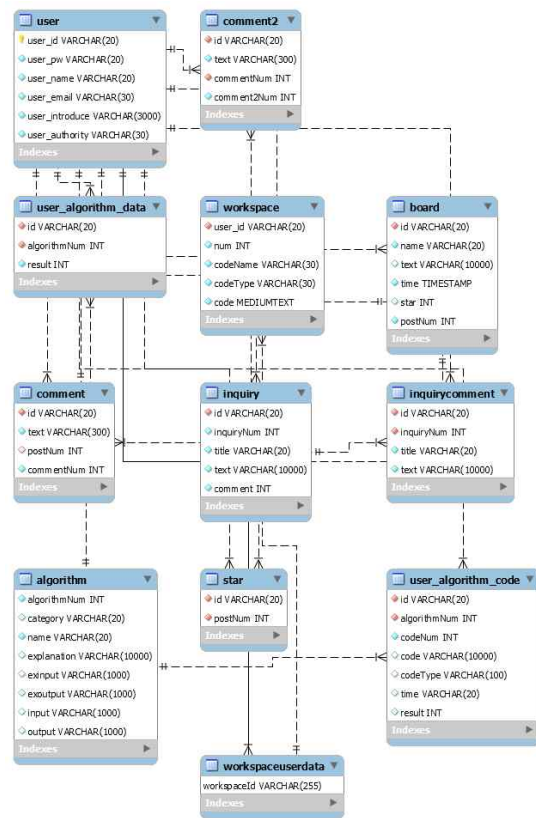 user
user_id VARCHAR(20)
user_pw VARCHAR(20)
user_name VARCHAR(20)
user_email VARCHAR(30)
user_introduce VARCHAR(3000)
user_authority VARCHAR(30)
Indexes
comment2
id VARCHAR(20)
text VARCHAR(300)
commentNum INT
comment2Num INT
Indexes
user_algorithm_data
id VARCHAR(20)
algorithmNum INT
result INT
Indexes
workspace
user_id VARCHAR(20)
num INT
codeName VARCHAR(30)
codeType VARCHAR(30)
code MEDIUMTEXT
Indexes
board
id VARCHAR(20)
name VARCHAR(20)
text VARCHAR(10000)
time TIMESTAMP
star INT
postNum INT
Indexes
comment
id VARCHAR(20)
text VARCHAR(300)
postNum INT
commentNum INT
Indexes
inquiry
id VARCHAR(20)
inquiryNum INT
title VARCHAR(20)
text VARCHAR(10000)
comment INT
Indexes
inquirycomment
id VARCHAR(20)
inquiryNum INT
title VARCHAR(20)
text VARCHAR(10000)
Indexes
algorithm
algorithmNum INT
category VARCHAR(20)
name VARCHAR(20)
explanation VARCHAR(10000)
exinput VARCHAR(1000)
exoutput VARCHAR(1000)
input VARCHAR(1000)
output VARCHAR(1000)
Indexes
star
id VARCHAR(20)
postNum INT
Indexes
user_algorithm_code
id VARCHAR(20)
algorithmNum INT
codeNum INT
code VARCHAR(10000)
codeType VARCHAR(100)
time VARCHAR(20)
result INT
Indexes
workspaceuserdata
workspaceId VARCHAR(255)
Indexes